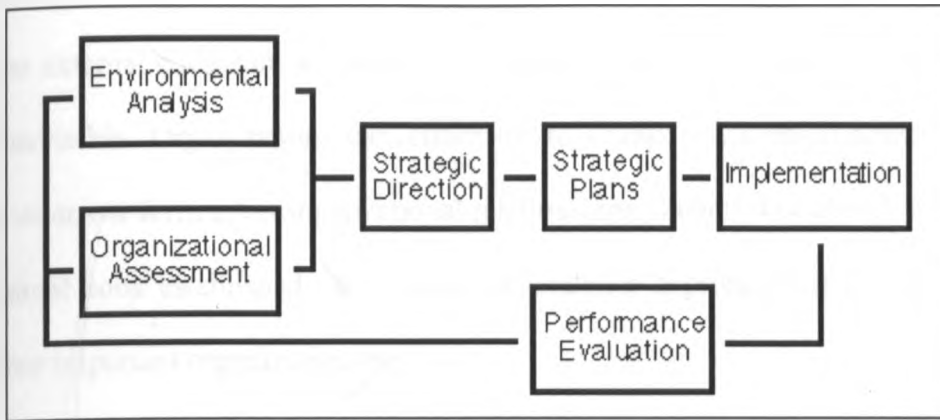 Environmental
Analysis
Organizational
Assessment
Strategic
Direction
Strategic
Plans
Implementation
Performance
Evaluation